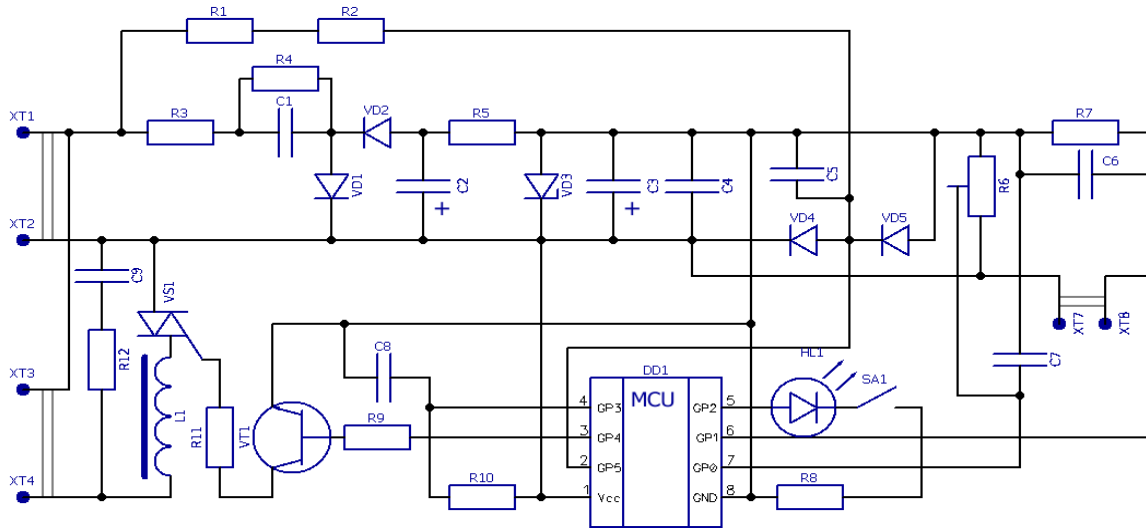 R1 R2
R4
XT1 R3 C1 VD2 R5 R7
C6
VD1 C2 VD3 C3 C4 C5 R6
+ +
XT2 VD4 VD5
C9 VS1
XT7 XT8
R12 C8 DD1 HL1 C7
XT3 MCU SA1
4 GP3 GP2 5
L1 R11 VT1 R9 3 GP4 GP1 6
2 GP5 GP0 7
XT4 R10 1 Vcc GND 8 R8